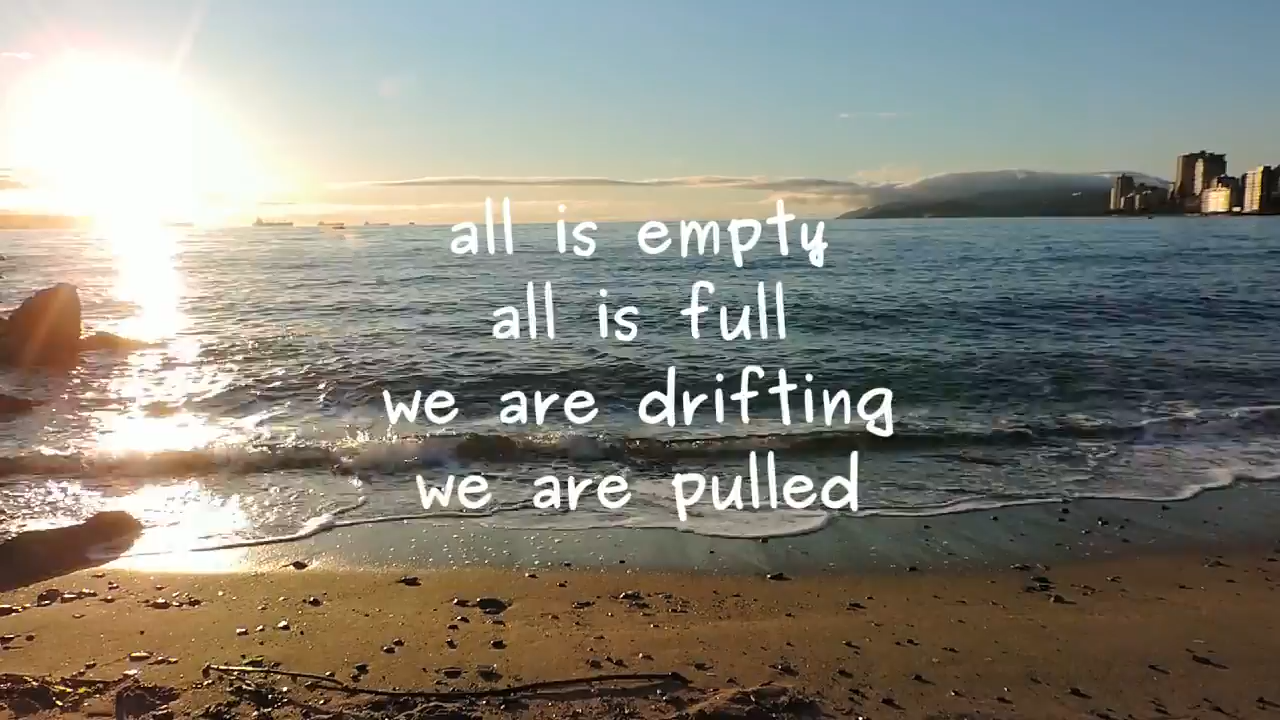 all is empty
all is full
we are drifting
we are pulled